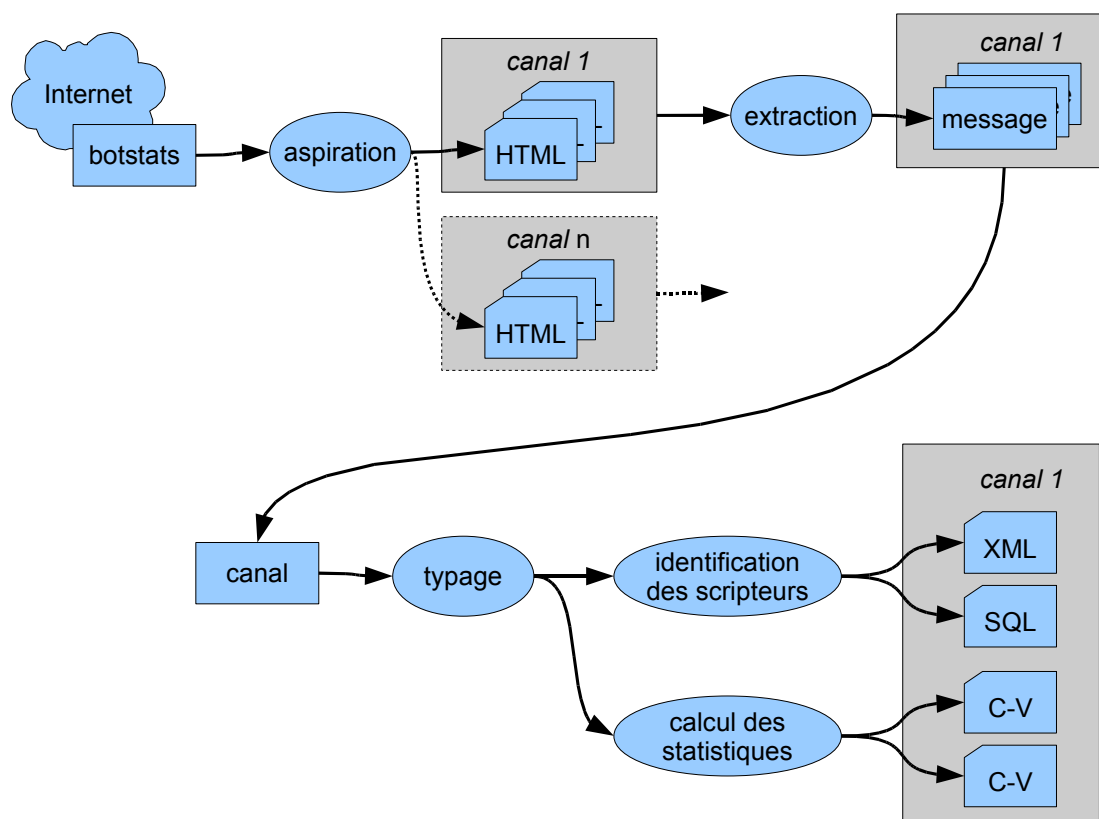 Internet
botstats
aspiration
canal 1
HTML
extraction
canal 1
message
canal n
HTML
canal
typage
identification
des scripteurs
calcul des
statistiques
canal 1
XML
SQL
C-V
C-V